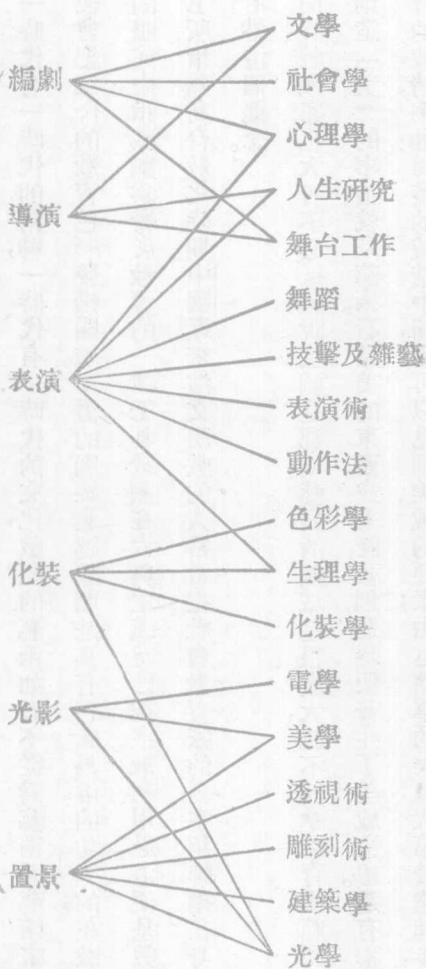 編劇
導演
表演
化裝
光影
置景
文學
社會學
心理學
人生研究
舞台工作
舞蹈
技擊及雜藝
表演術
動作法
色彩學
生理學
化裝學
電學
美學
透視術
雕刻術
建築學
光學